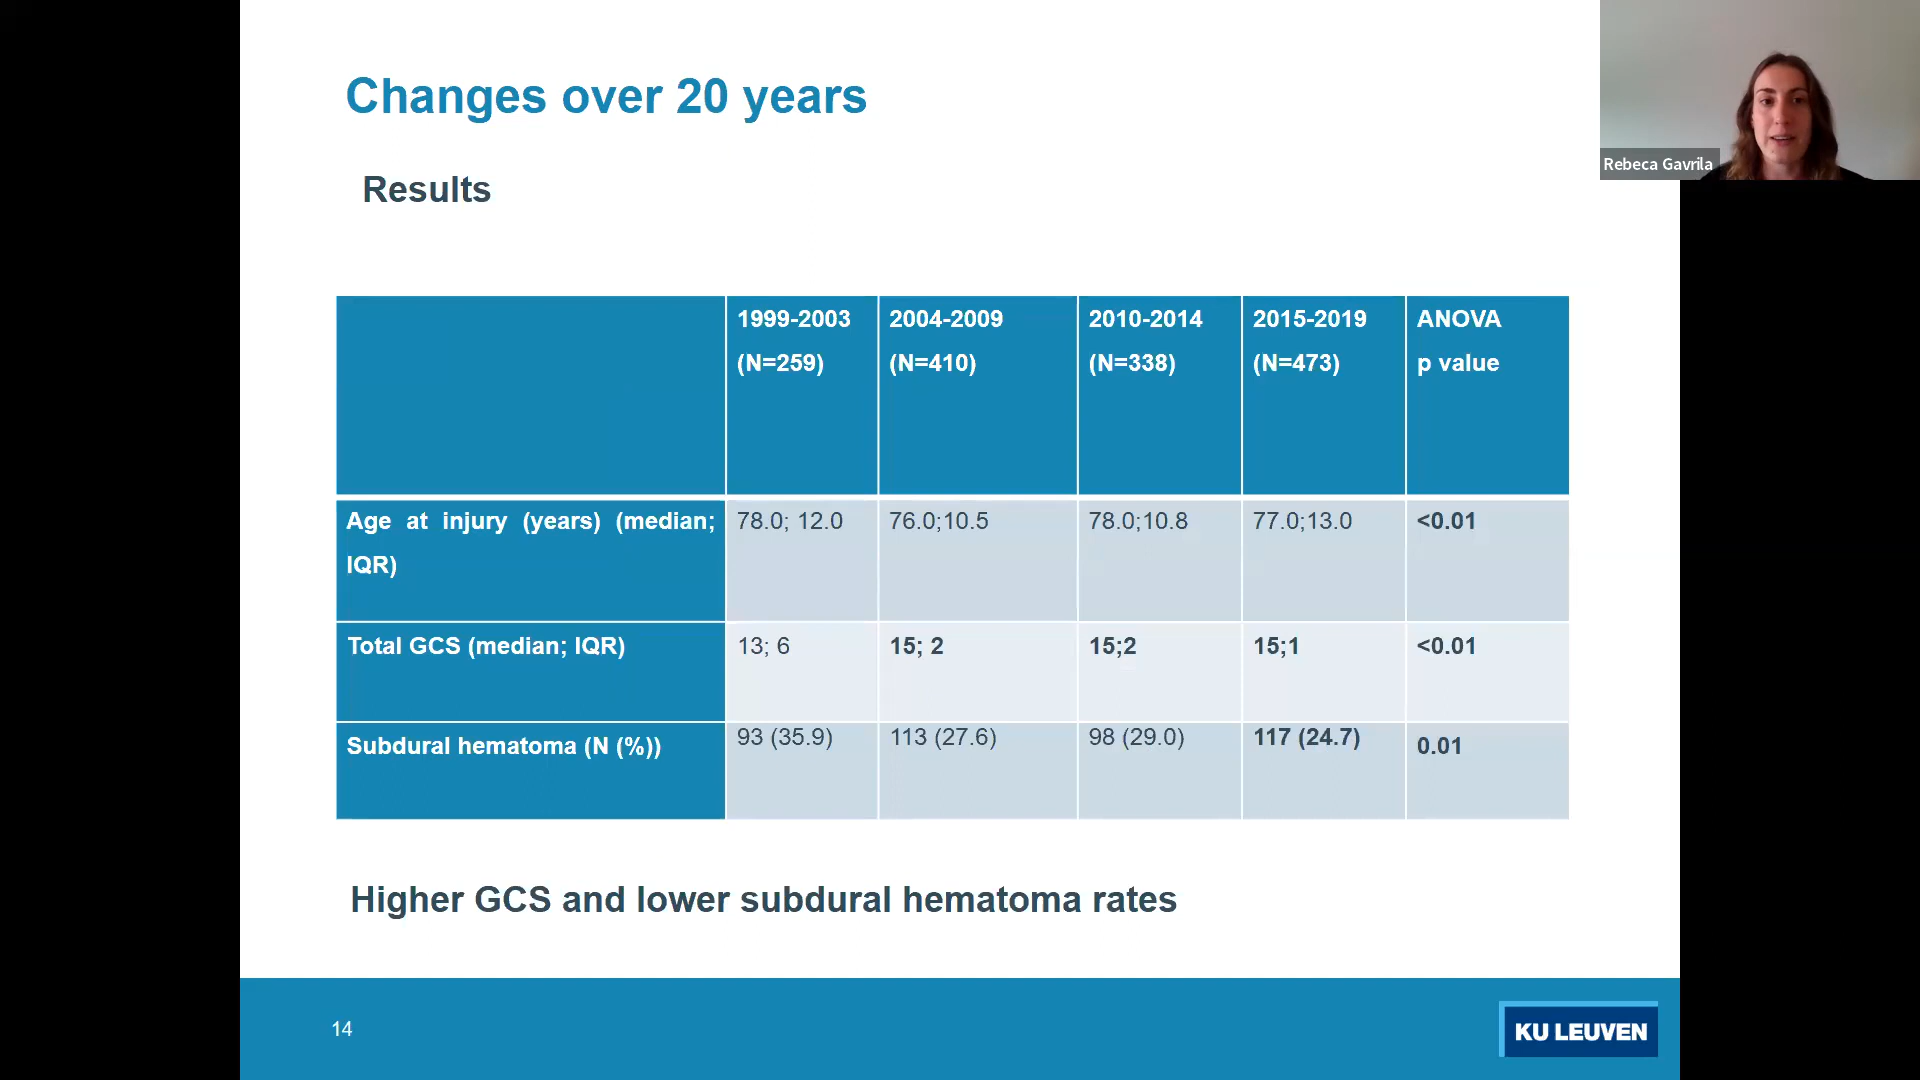 Changes over 20 years
Rebeca Gavrila
Results
1999-2003 (N=259)
2004-2009 (N=410)
2010-2014 (N=338)
2015-2019 (N=473)
ANOVA p value
Age at injury (years) (median; IQR)
78.0; 12.0
76.0;10.5
78.0;10.8
77.0;13.0
<0.01
Total GCS (median; IQR)
13; 6
15; 2
15;2
15;1
<0.01
Subdural hematoma (N (%))
93 (35.9)
113 (27.6)
98 (29.0)
117 (24.7)
0.01
Higher GCS and lower subdural hematoma rates
14
KU LEUVEN